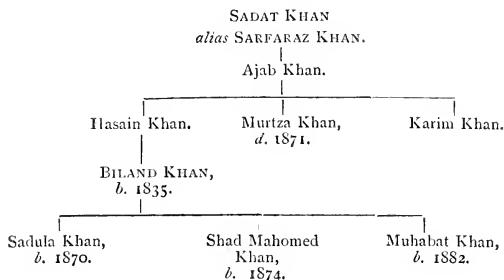 SADAT KHAN
alias SARFARAZ KHAN.
Ajab Khan.
Hasain Khan. Murtza Khan, Karim Khan.
d. 1871.
BILAND KHAN,
b. 1835.
Sadula Khan, Shad Mahomed Muhabat Khan,
b. 1870. Khan, b. 1882.
b. 1874.